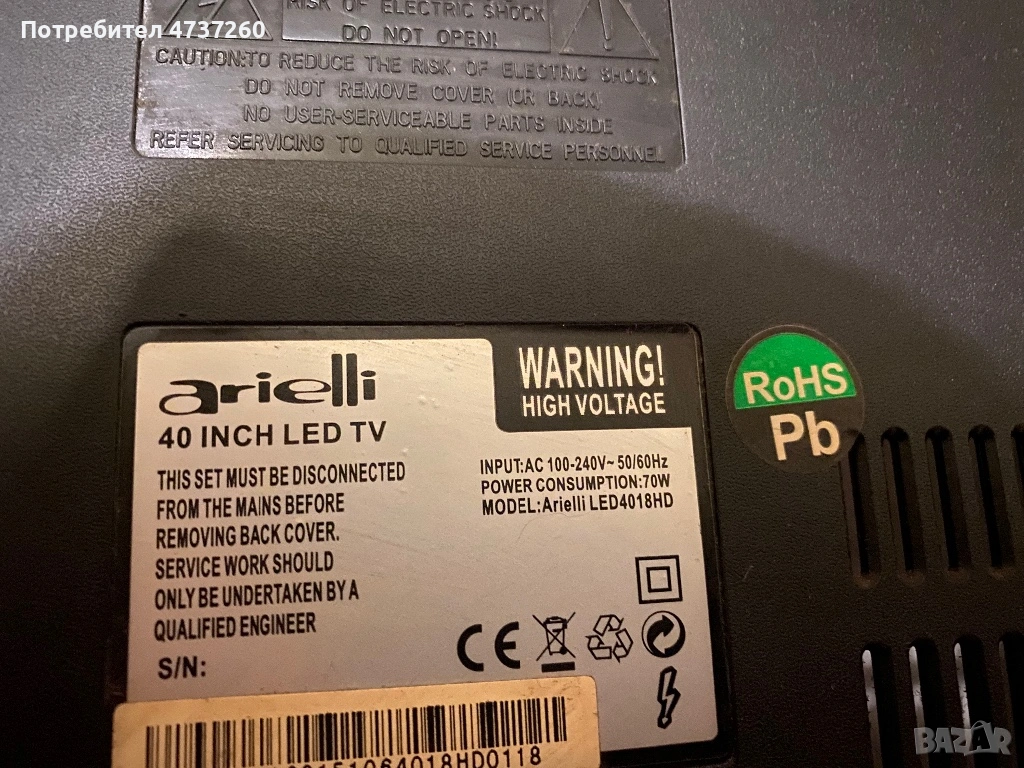 Потребител 4737260
RISK OF ELECTRIC SHOCK
DO NOT OPEN!
CAUTION:TO REDUCE THE RISK OF ELECTRIC SHOCK
DO NOT REMOVE COVER (OR BACK)
NO USER-SERVICEABLE PARTS INSIDE
REFER SERVICING TO QUALIFIED SERVICE PERSONNEL
arielli
40 INCH LED TV
WARNING!
HIGH VOLTAGE
THIS SET MUST BE DISCONNECTED
FROM THE MAINS BEFORE
REMOVING BACK COVER.
SERVICE WORK SHOULD
ONLY BE UNDERTAKEN BY A
QUALIFIED ENGINEER
S/N:
INPUT:AC 100-240V~ 50/60Hz
POWER CONSUMPTION:70W
MODEL:Arielli LED4018HD
CE
RoHS
Pb
BAZAR